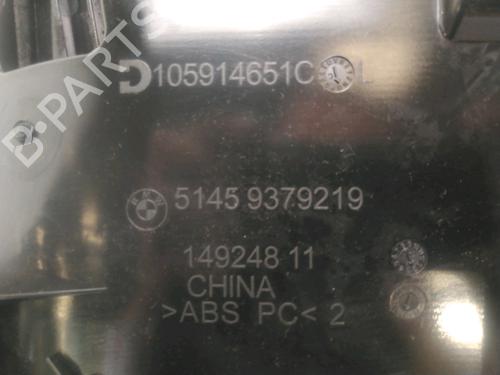 B-PARTS
D105914651C L
5145 9379219
149248 11
CHINA
>ABS PC< 2